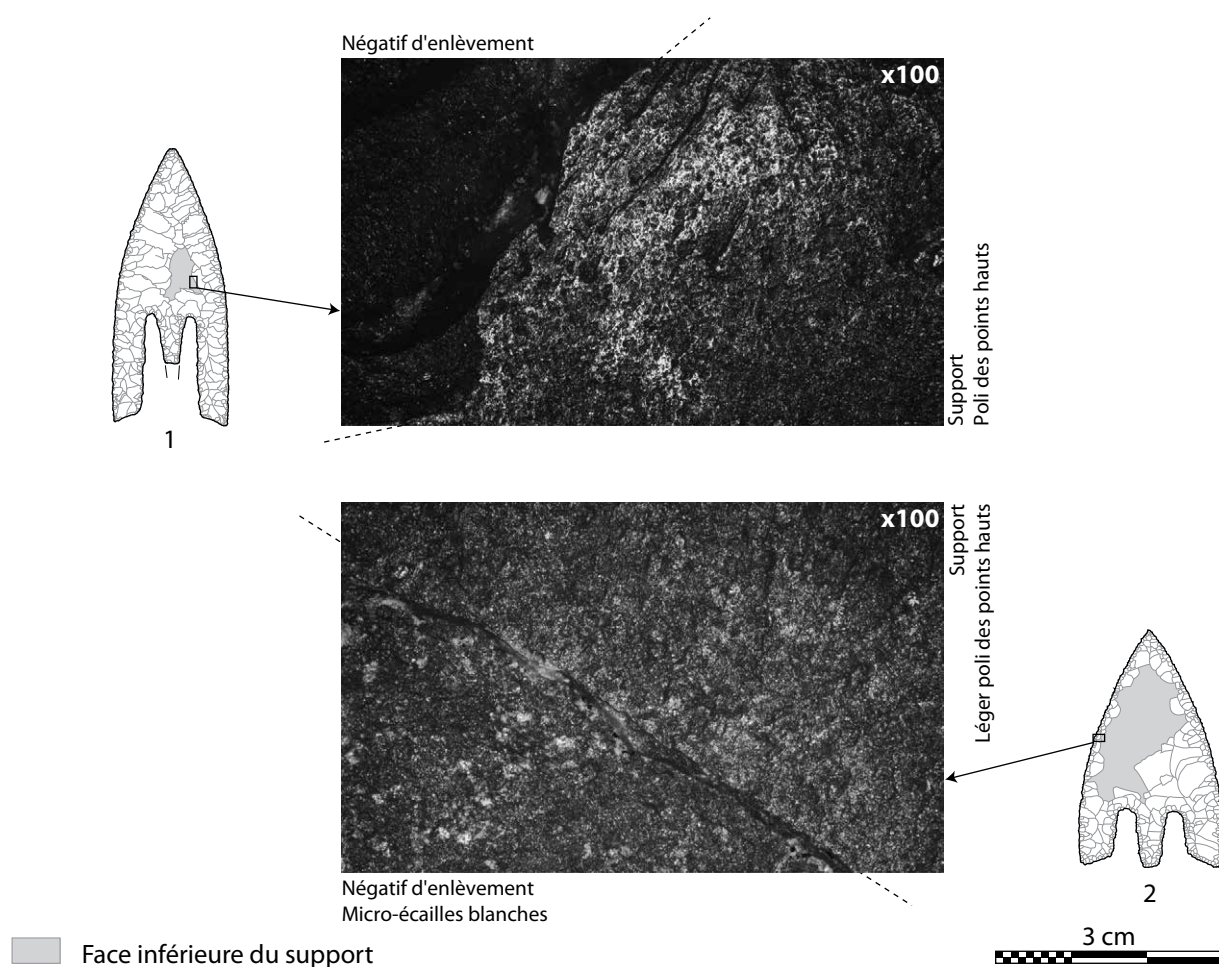 Négatif d'enlèvement
x100
Support
Poli des points hauts
1
x100
Support
Léger poli des points hauts
Négatif d'enlèvement
Micro-écailles blanches
2
Face inférieure du support
3 cm